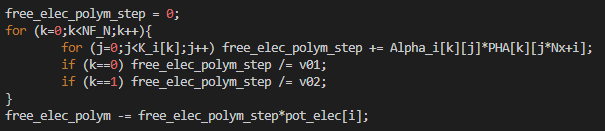 free_elec_polym_step = 0;
for (k=0;k<NF_N;k++){
        for (j=0;j<K_i[k];j++) free_elec_polym_step += Alpha_i[k][j]*PHA[k][j*Nx+i];
        if (k==0) free_elec_polym_step /= v01;
        if (k==1) free_elec_polym_step /= v02;
}
free_elec_polym -= free_elec_polym_step*pot_elec[i];